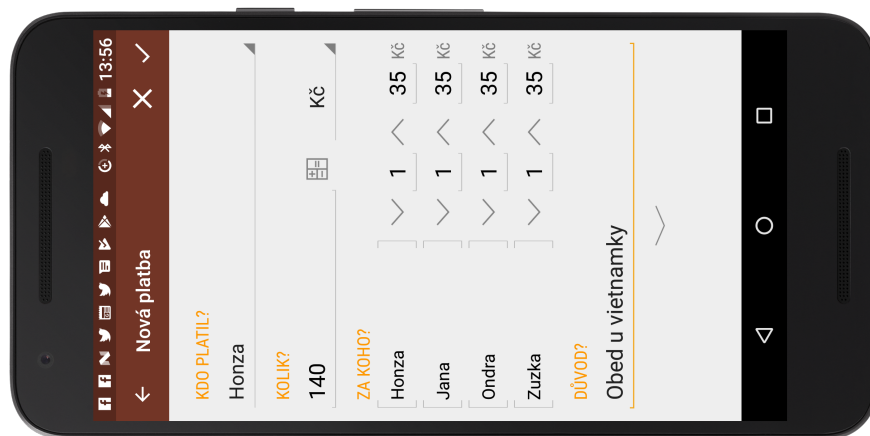 13:56
Nová platba
KDO PLATIL?
Honza
KOLIK?
140 Kč
ZA KOHO?
Honza 1 35 Kč
Jana 1 35 Kč
Ondra 1 35 Kč
Zuzka 1 35 Kč
DŮVOD?
Obed u vietnamky